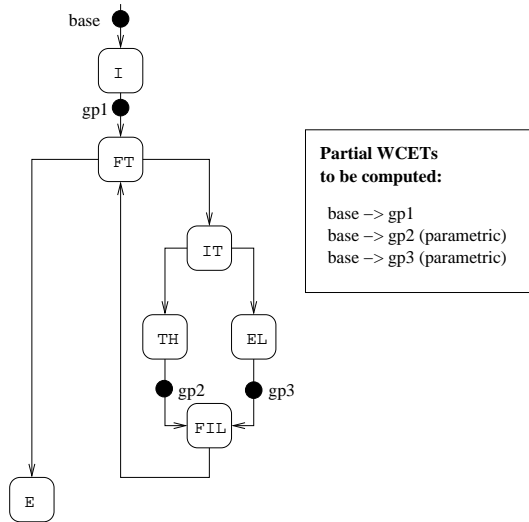 base
I
gp1
FT
Partial WCETs
to be computed:
base −> gp1
base −> gp2 (parametric)
base −> gp3 (parametric)
IT
TH
EL
gp2
gp3
FIL
E